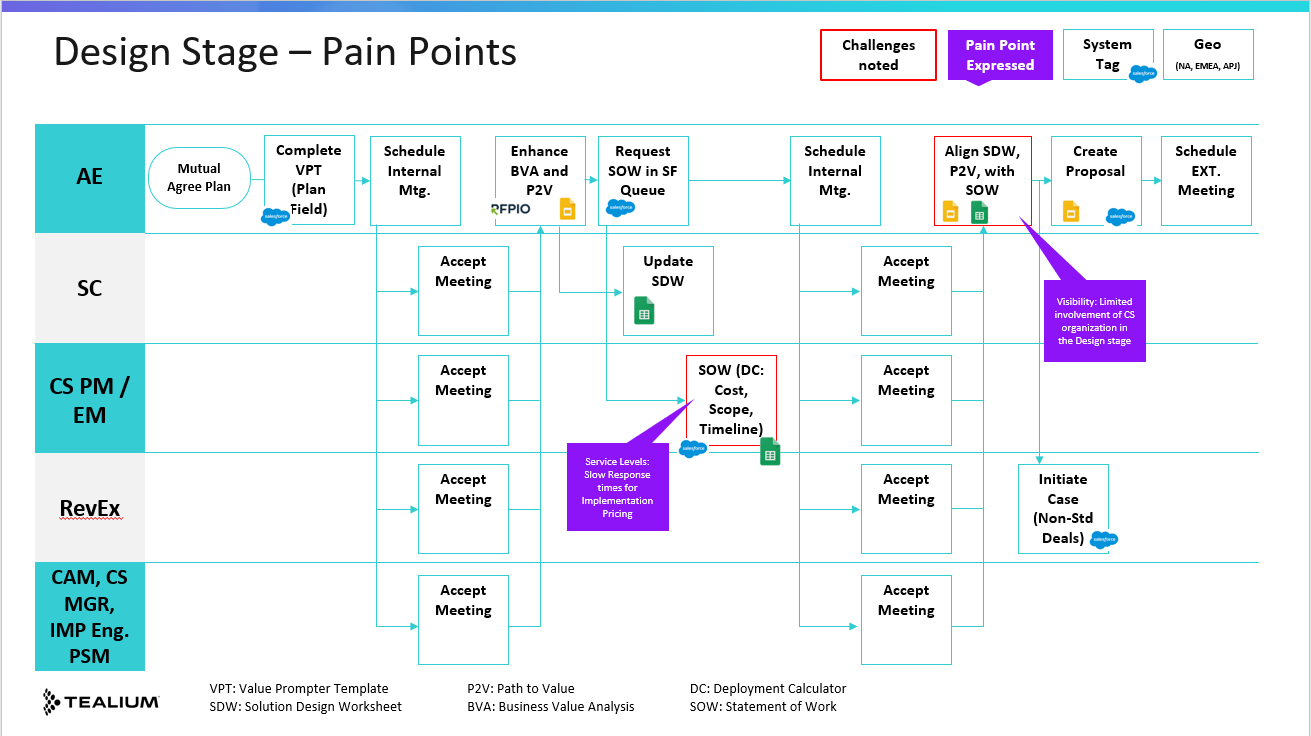 Design Stage – Pain Points
Challenges
noted
Pain Point
Expressed
System
Tag
salesforce
Geo
(NA, EMEA, APJ)
AE
Mutual
Agree Plan
Complete
VPT
(Plan
Field)
salesforce
Schedule
Internal
Mtg.
Enhance
BVA and
P2V
RFPIO
Request
SOW in SF
Queue
salesforce
Schedule
Internal
Mtg.
Align SDW,
P2V, with
SOW
Create
Proposal
salesforce
Schedule
EXT.
Meeting
SC
Accept
Meeting
Update
SDW
Accept
Meeting
Visibility: Limited
involvement of CS
organization in
the Design stage
CS PM /
EM
Accept
Meeting
SOW (DC:
Cost,
Scope,
Timeline)
salesforce
Accept
Meeting
Service Levels:
Slow Response
times for
Implementation
Pricing
RevEx
Accept
Meeting
Accept
Meeting
Initiate
Case
(Non-Std
Deals)
salesforce
CAM, CS
MGR,
IMP Eng.
PSM
Accept
Meeting
Accept
Meeting
TEALIUM
VPT: Value Prompter Template
SDW: Solution Design Worksheet
P2V: Path to Value
BVA: Business Value Analysis
DC: Deployment Calculator
SOW: Statement of Work